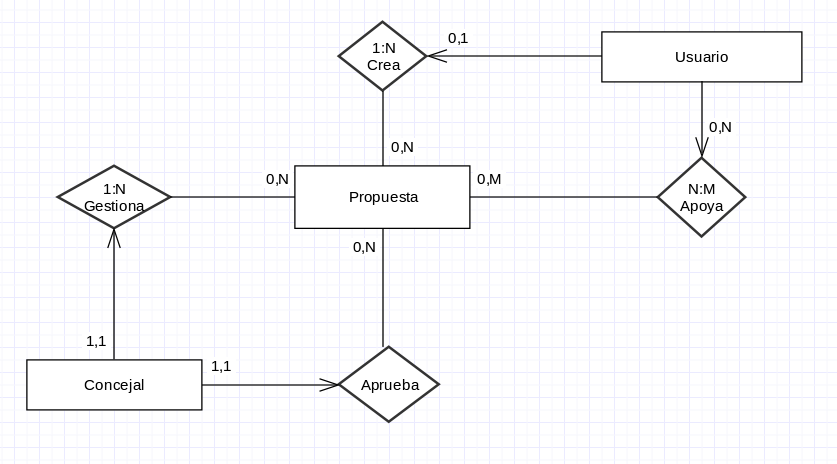 0,1
1:N
Crea
Usuario
0,N
0,N
0,N
0,M
1:N
Gestiona
Propuesta
N:M
Apoya
0,N
1,1
1,1
Concejal
Aprueba